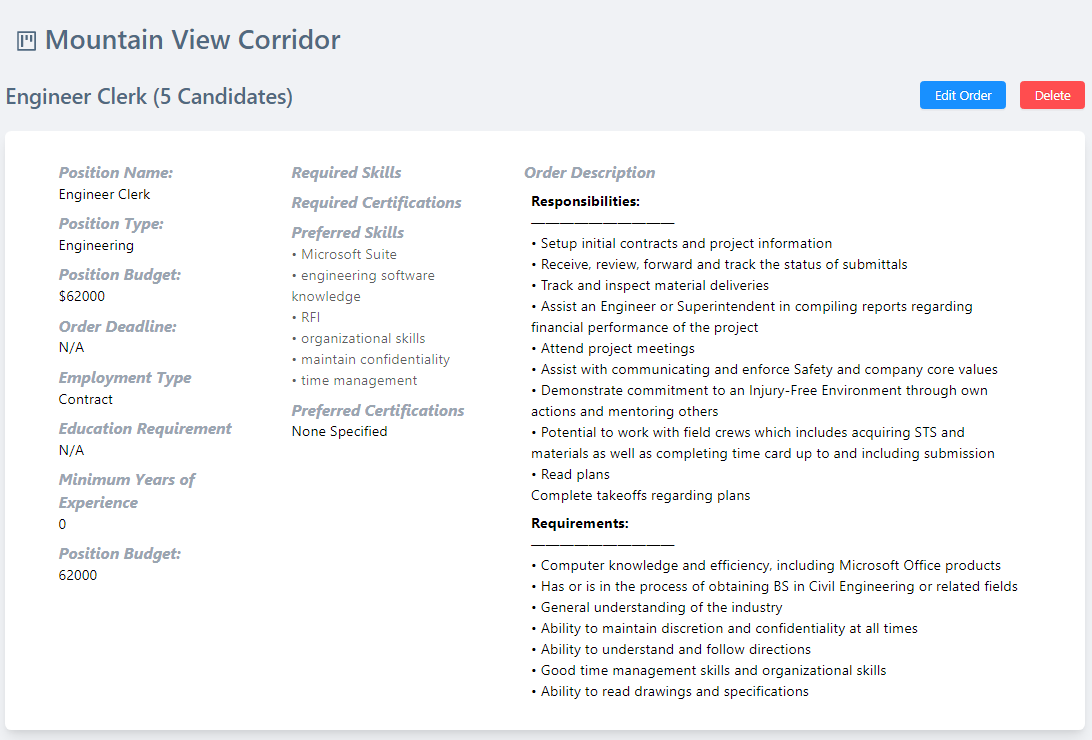 Mountain View Corridor
Engineer Clerk (5 Candidates)
Edit Order
Delete
Position Name:
Engineer Clerk
Position Type:
Engineering
Position Budget:
$62000
Order Deadline:
N/A
Employment Type
Contract
Education Requirement
N/A
Minimum Years of
Experience
0
Position Budget:
62000
Required Skills
Required Certifications
Preferred Skills
• Microsoft Suite
• engineering software
knowledge
• RFI
• organizational skills
• maintain confidentiality
• time management
Preferred Certifications
None Specified
Order Description
Responsibilities:
____________________
• Setup initial contracts and project information
• Receive, review, forward and track the status of submittals
• Track and inspect material deliveries
• Assist an Engineer or Superintendent in compiling reports regarding
financial performance of the project
• Attend project meetings
• Assist with communicating and enforce Safety and company core values
• Demonstrate commitment to an Injury-Free Environment through own
actions and mentoring others
• Potential to work with field crews which includes acquiring STS and
materials as well as completing time card up to and including submission
• Read plans
Complete takeoffs regarding plans
Requirements:
____________________
• Computer knowledge and efficiency, including Microsoft Office products
• Has or is in the process of obtaining BS in Civil Engineering or related fields
• General understanding of the industry
• Ability to maintain discretion and confidentiality at all times
• Ability to understand and follow directions
• Good time management skills and organizational skills
• Ability to read drawings and specifications